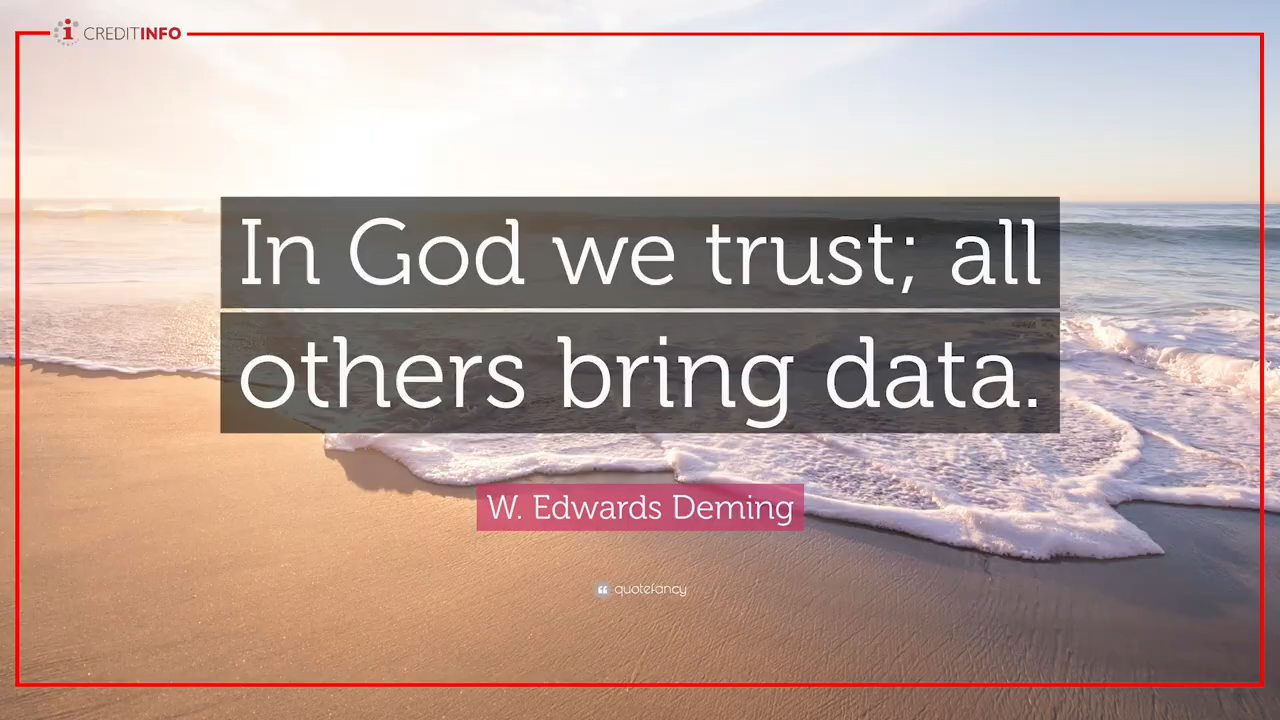 CREDITINFO
In God we trust; all
others bring data.
W. Edwards Deming
quotefancy